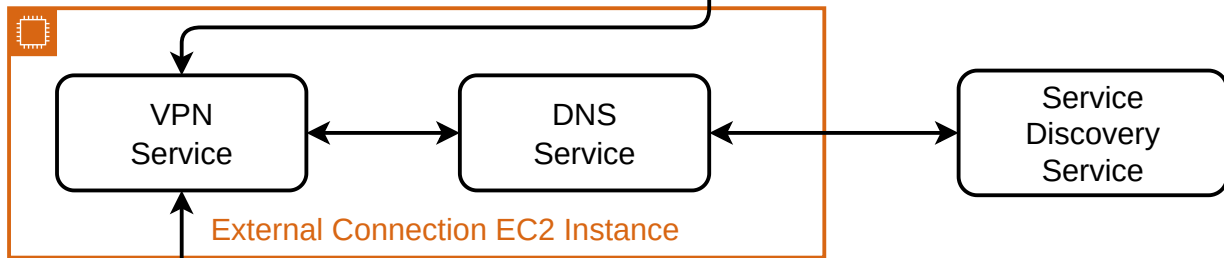 VPN
Service
DNS
Service
Service
Discovery
Service
External Connection EC2 Instance